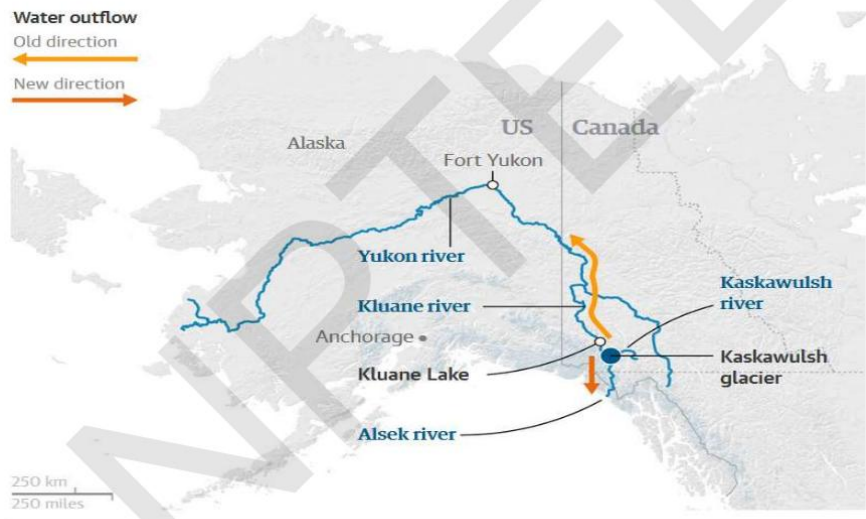 Water outflow
Old direction
New direction
US
Canada
Alaska
Fort Yukon
Yukon river
Kluane river
Kaskawulsh
river
Anchorage
Kluane Lake
Kaskawulsh
glacier
Alsek river
250 km
250 miles
NPTEL